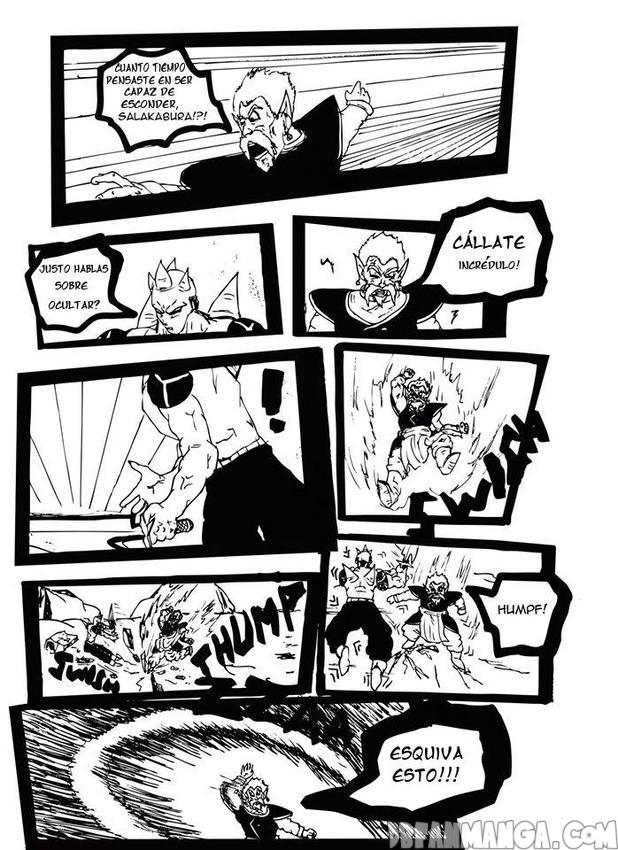 CUANTO TIEMPO
PENSASTE EN SER
CAPAZ DE
ESCONDER,
SALAKABURA!?!
JUSTO HABLAS
SOBRE
OCULTAR?
CÁLLATE
INCRÉDULO!
!
HUMPF!
THUMP
ESQUIVA
ESTO!!!
DBFANMANGA.COM